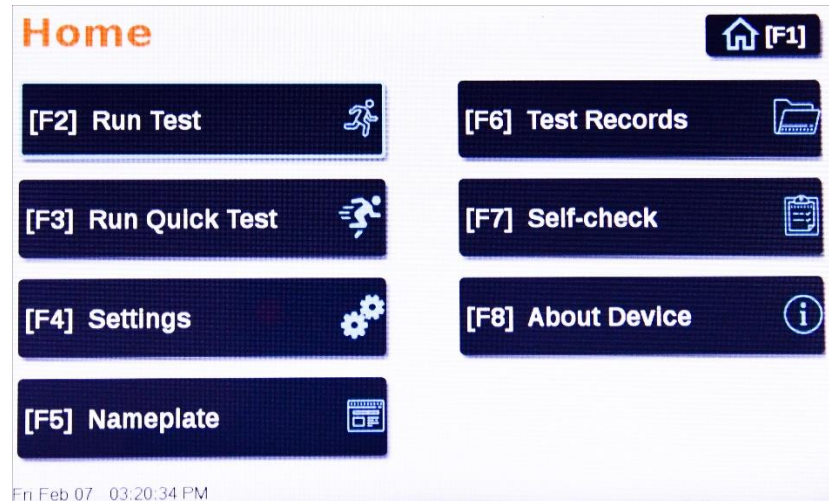 Home
[F1]
[F2] Run Test
[F3] Run Quick Test
[F4] Settings
[F5] Nameplate
[F6] Test Records
[F7] Self-check
[F8] About Device
Fri Feb 07 03:20:34 PM